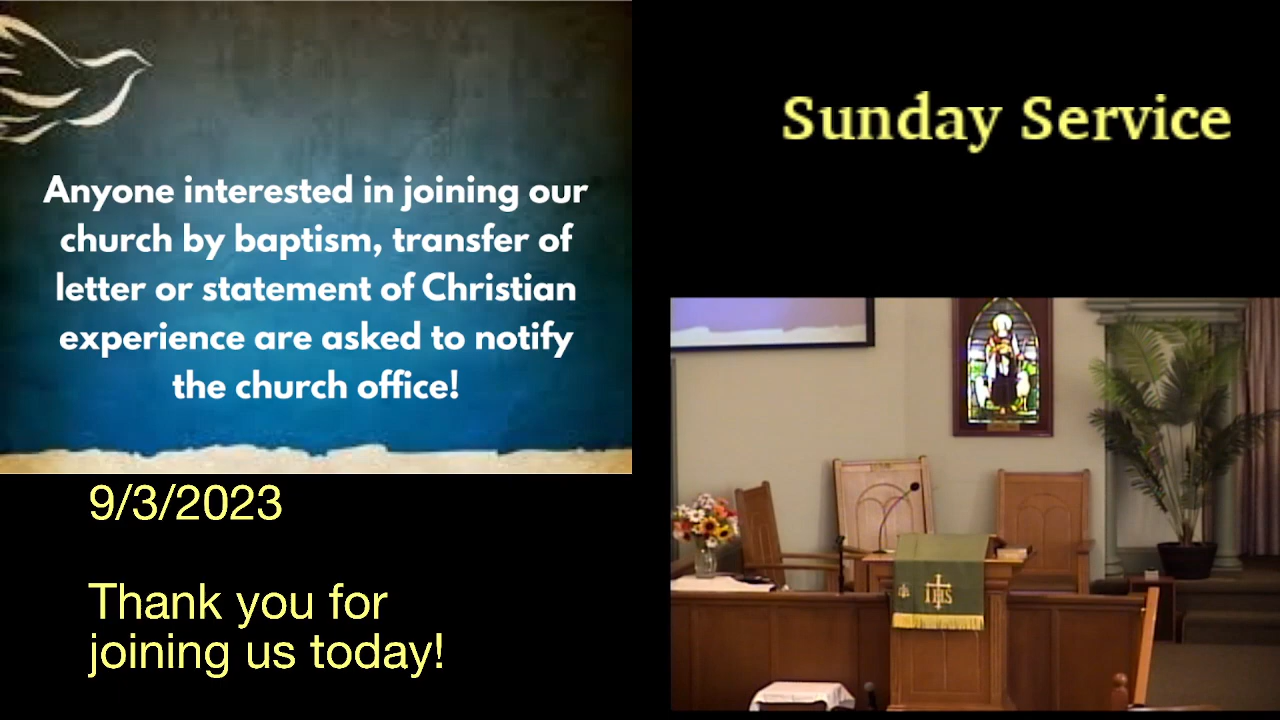 Anyone interested in joining our
church by baptism, transfer of
letter or statement of Christian
experience are asked to notify
the church office!
Sunday Service
9/3/2023
Thank you for
joining us today!
IHS